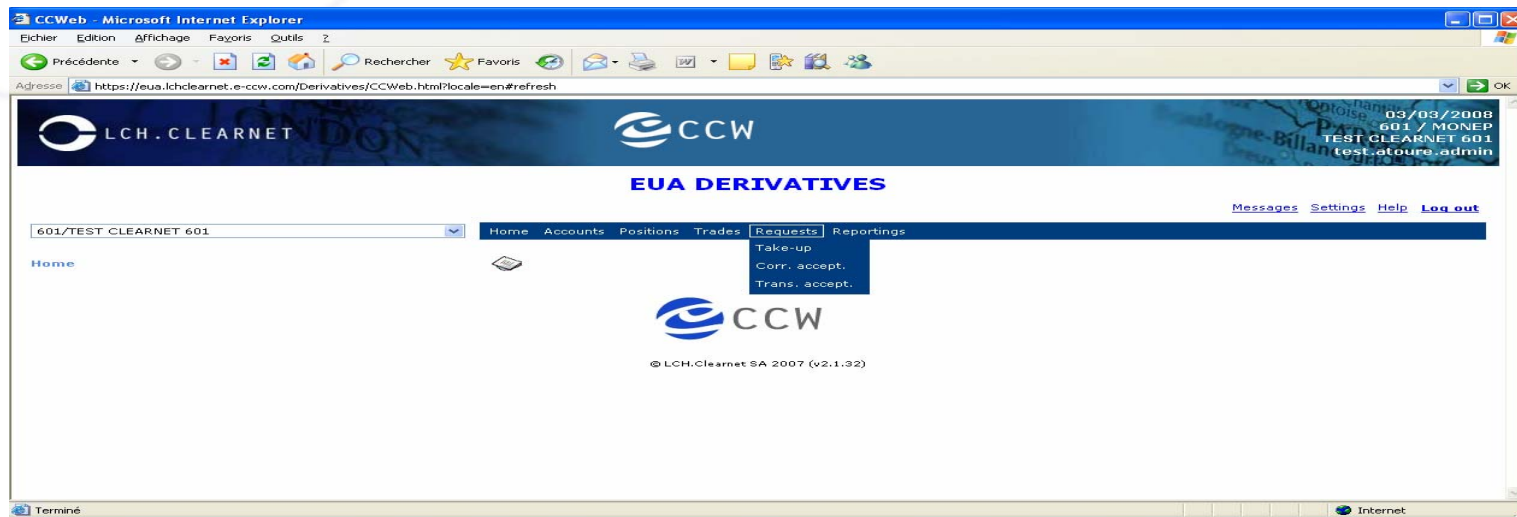 CCWeb - Microsoft Internet Explorer
Eichier Edition Affichage Favoris Outils ?
Précédente Rechercher Favoris
Adresse https://eua.lchclearnet.e-ccw.com/Derivatives/CCWeb.html?locale=en#refresh OK
LCH.CLEARNET CCW
03/03/2008
601 / MONEP
TEST CLEARNET 601
test.atoure.admin
EUA DERIVATIVES
Messages Settings Help Log out
601/TEST CLEARNET 601 Home Accounts Positions Trades Requests Reportings
Take-up
Home Corr. accept.
Trans. accept.
CCW
© LCH.Clearnet SA 2007 (v2.1.32)
Terminé Internet